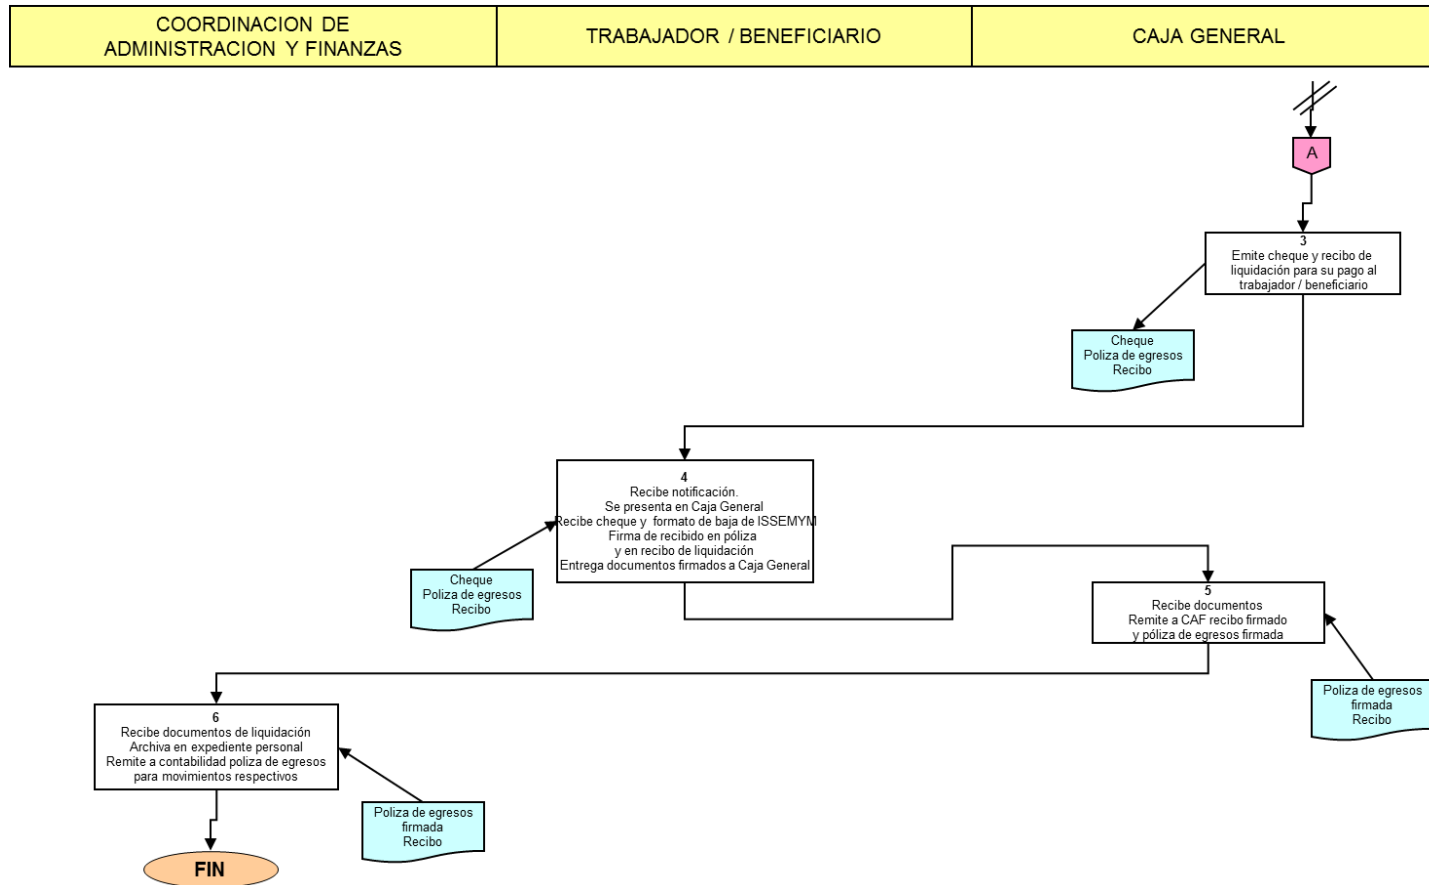 COORDINACION DE
ADMINISTRACION Y FINANZAS
TRABAJADOR / BENEFICIARIO
CAJA GENERAL
A
3
Emite cheque y recibo de
liquidación para su pago al
trabajador / beneficiario
Cheque
Poliza de egresos
Recibo
4
Recibe notificación.
Se presenta en Caja General
Recibe cheque y formato de baja de ISSEMYM
Firma de recibido en póliza
y en recibo de liquidación
Entrega documentos firmados a Caja General
Cheque
Poliza de egresos
Recibo
5
Recibe documentos
Remite a CAF recibo firmado
y póliza de egresos firmada
Poliza de egresos
firmada
Recibo
6
Recibe documentos de liquidación
Archiva en expediente personal
Remite a contabilidad poliza de egresos
para movimientos respectivos
Poliza de egresos
firmada
Recibo
FIN